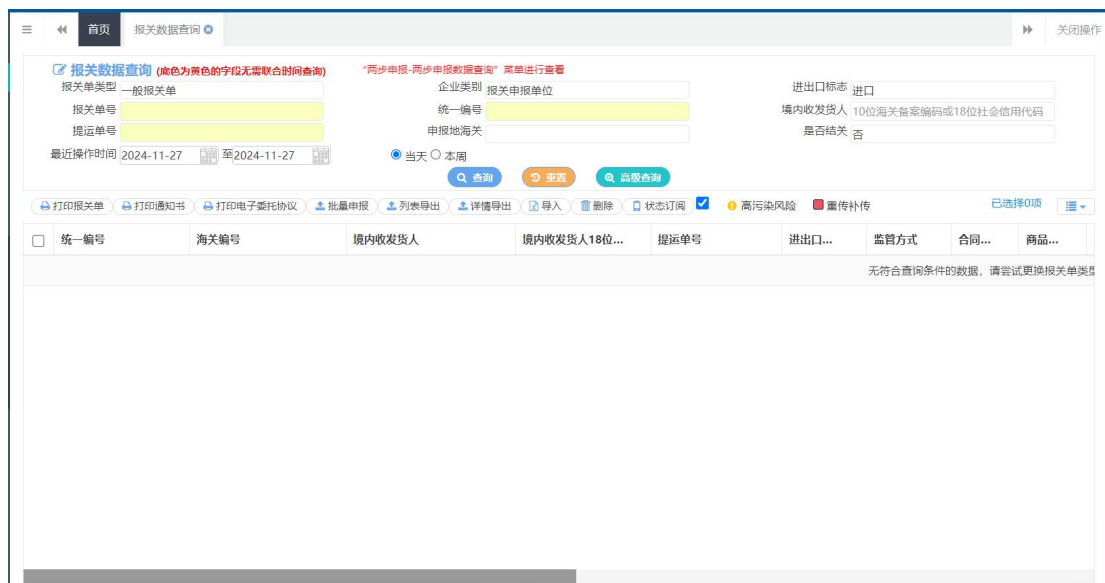 首页 报关数据查询 关闭操作
报关数据查询 (底色为黄色的字段无需联合时间查询) “两步申报-两步申报数据查询”菜单进行查看
报关单类型 一般报关单 企业类别 报关申报单位 进出口标志 进口
报关单号 统一编号 境内收发货人 10位海关备案编码或18位社会信用代码
提运单号 申报地海关 是否结关 否
最近操作时间 2024-11-27 至 2024-11-27 当天 本周
查询 重置 高级查询
打印报关单 打印通知书 打印电子委托协议 批量申报 列表导出 详情导出 导入 删除 状态订阅 高污染风险 重传补传 已选择0项
统一编号 海关编号 境内收发货人 境内收发货人18位... 提运单号 进出口... 监管方式 合同... 商品...
无符合查询条件的数据，请尝试更换报关单类型